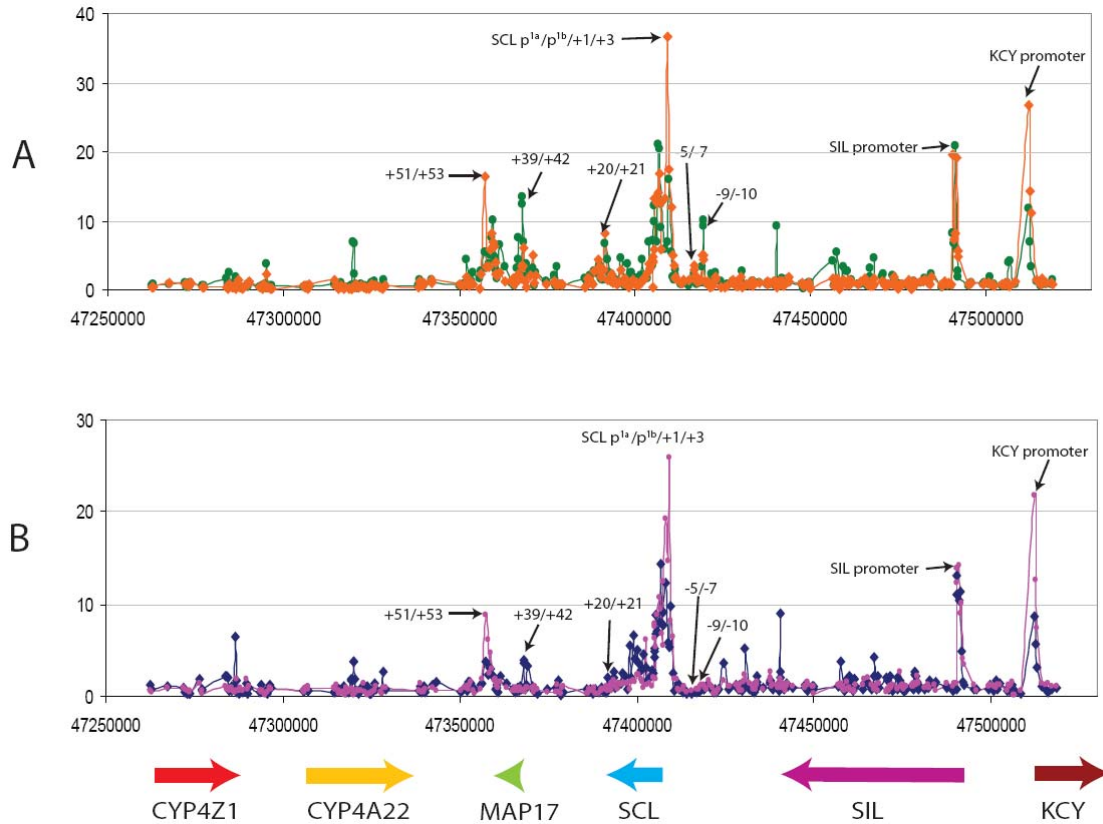 A
40
30
20
10
0
SCL p1a/p1b/+1/+3
KCY promoter
SIL promoter
+51/+53
+39/+42
+20/+21
-5/-7
-9/-10
47250000 47300000 47350000 47400000 47450000 47500000
B
30
20
10
0
SCL p1a/p1b/+1/+3
KCY promoter
SIL promoter
+51/+53
+39/+42
+20/+21
-5/-7
-9/-10
47250000 47300000 47350000 47400000 47450000 47500000
CYP4Z1 CYP4A22 MAP17 SCL SIL KCY